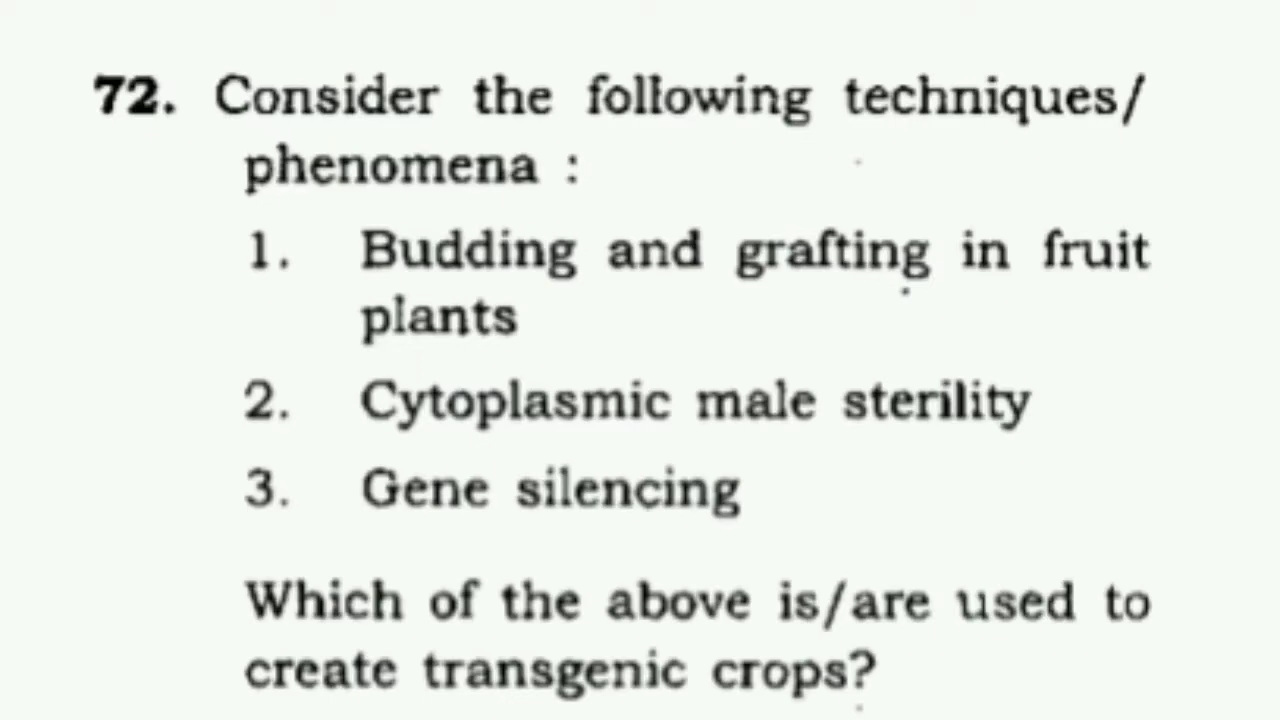 72. Consider the following techniques/
phenomena :
1. Budding and grafting in fruit
plants
2. Cytoplasmic male sterility
3. Gene silencing
Which of the above is/are used to
create transgenic crops?